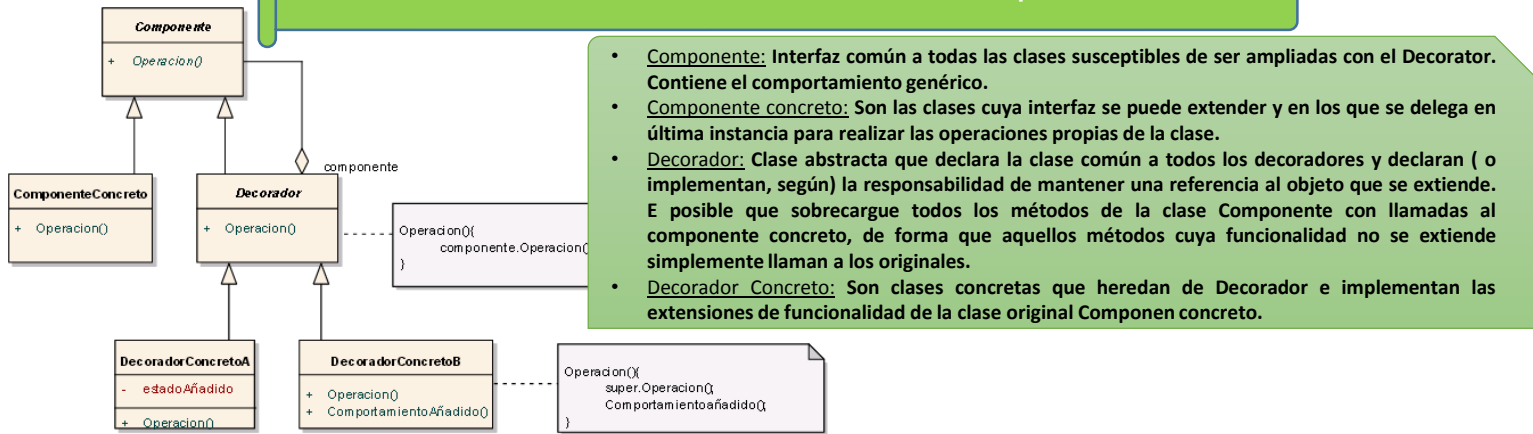 Componente
+ Operacion()
componente
ComponenteConcreto
+ Operacion()
Decorador
+ Operacion()
Operacion(){
componente.Operacion(
}
DecoradorConcretoA
- estadoAñadido
+ Operacion()
DecoradorConcretoB
+ Operacion()
+ ComportamientoAñadido()
Operacion(){
super.Operacion();
Comportamientoañadido();
}
• Componente: Interfaz común a todas las clases susceptibles de ser ampliadas con el Decorator.
Contiene el comportamiento genérico.
• Componente concreto: Son las clases cuya interfaz se puede extender y en los que se delega en
última instancia para realizar las operaciones propias de la clase.
• Decorador: Clase abstracta que declara la clase común a todos los decoradores y declaran ( o
implementan, según) la responsabilidad de mantener una referencia al objeto que se extiende.
E posible que sobrecargue todos los métodos de la clase Componente con llamadas al
componente concreto, de forma que aquellos métodos cuya funcionalidad no se extiende
simplemente llaman a los originales.
• Decorador Concreto: Son clases concretas que heredan de Decorador e implementan las
extensiones de funcionalidad de la clase original Componen concreto.